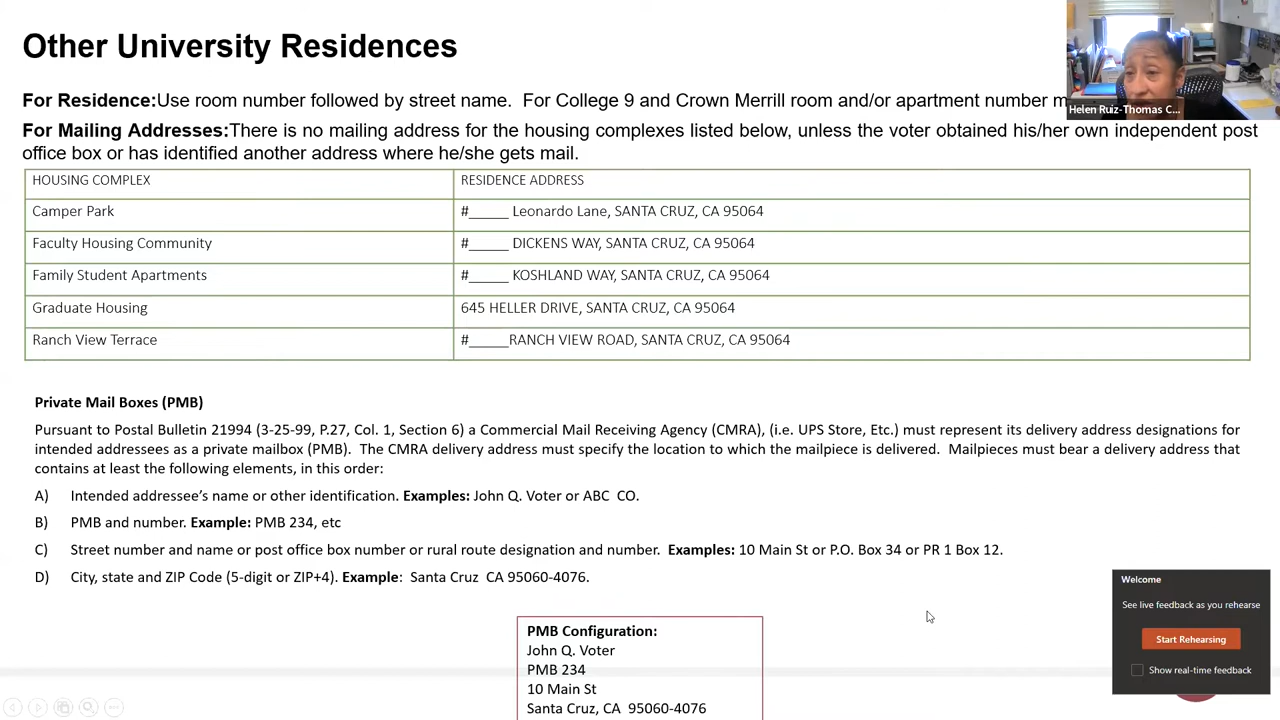 Other University Residences
For Residence:Use room number followed by street name. For College 9 and Crown Merrill room and/or apartment number
Helen Ruiz-Thomas C...
For Mailing Addresses:There is no mailing address for the housing complexes listed below, unless the voter obtained his/her own independent post
office box or has identified another address where he/she gets mail.
HOUSING COMPLEX RESIDENCE ADDRESS
Camper Park #_____ Leonardo Lane, SANTA CRUZ, CA 95064
Faculty Housing Community #_____ DICKENS WAY, SANTA CRUZ, CA 95064
Family Student Apartments #_____ KOSHLAND WAY, SANTA CRUZ, CA 95064
Graduate Housing 645 HELLER DRIVE, SANTA CRUZ, CA 95064
Ranch View Terrace #_____RANCH VIEW ROAD, SANTA CRUZ, CA 95064
Private Mail Boxes (PMB)
Pursuant to Postal Bulletin 21994 (3-25-99, P.27, Col. 1, Section 6) a Commercial Mail Receiving Agency (CMRA), (i.e. UPS Store, Etc.) must represent its delivery address designations for
intended addressees as a private mailbox (PMB). The CMRA delivery address must specify the location to which the mailpiece is delivered. Mailpieces must bear a delivery address that
contains at least the following elements, in this order:
A) Intended addressee's name or other identification. Examples: John Q. Voter or ABC CO.
B) PMB and number. Example: PMB 234, etc
C) Street number and name or post office box number or rural route designation and number. Examples: 10 Main St or P.O. Box 34 or PR 1 Box 12.
D) City, state and ZIP Code (5-digit or ZIP+4). Example: Santa Cruz CA 95060-4076.
PMB Configuration:
John Q. Voter
PMB 234
10 Main St
Santa Cruz, CA 95060-4076
Welcome
See live feedback as you rehearse
Start Rehearsing
Show real-time feedback